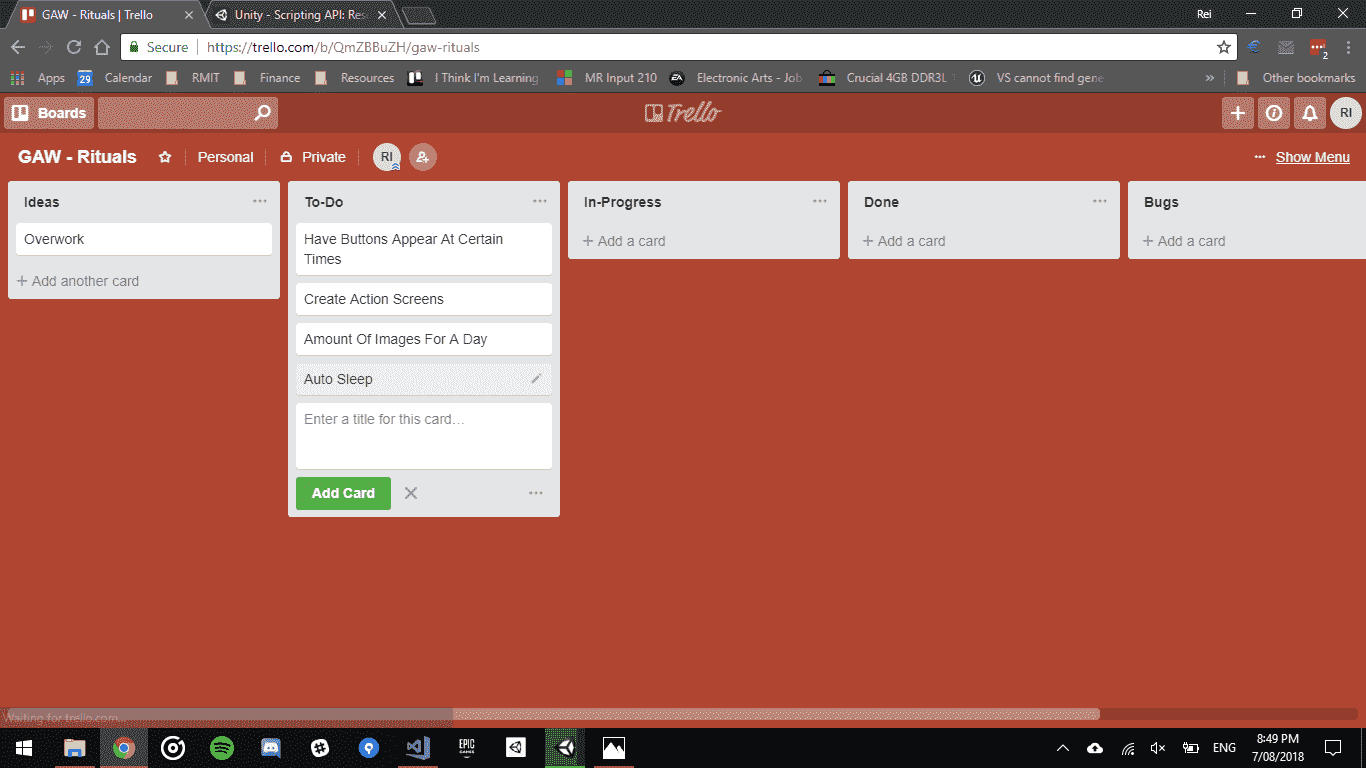 GAW - Rituals | Trello
Unity - Scripting API: Res
Rei
Secure
https://trello.com/b/QmZBBuZH/gaw-rituals
2
Apps
29
Calendar
RMIT
Finance
Resources
I Think I'm Learning
MR Input 210
EA
Electronic Arts - Job
Crucial 4GB DDR3L
VS cannot find gene
»
Other bookmarks
Boards
Trello
RI
GAW - Rituals
Personal
Private
RI
Show Menu
Ideas
Overwork
+ Add another card
To-Do
Have Buttons Appear At Certain
Times
Create Action Screens
Amount Of Images For A Day
Auto Sleep
Enter a title for this card…
Add Card
In-Progress
+ Add a card
Done
+ Add a card
Bugs
+ Add a card
Waiting for trello.com...
EPIC
GAMES
ENG
8:49 PM
7/08/2018